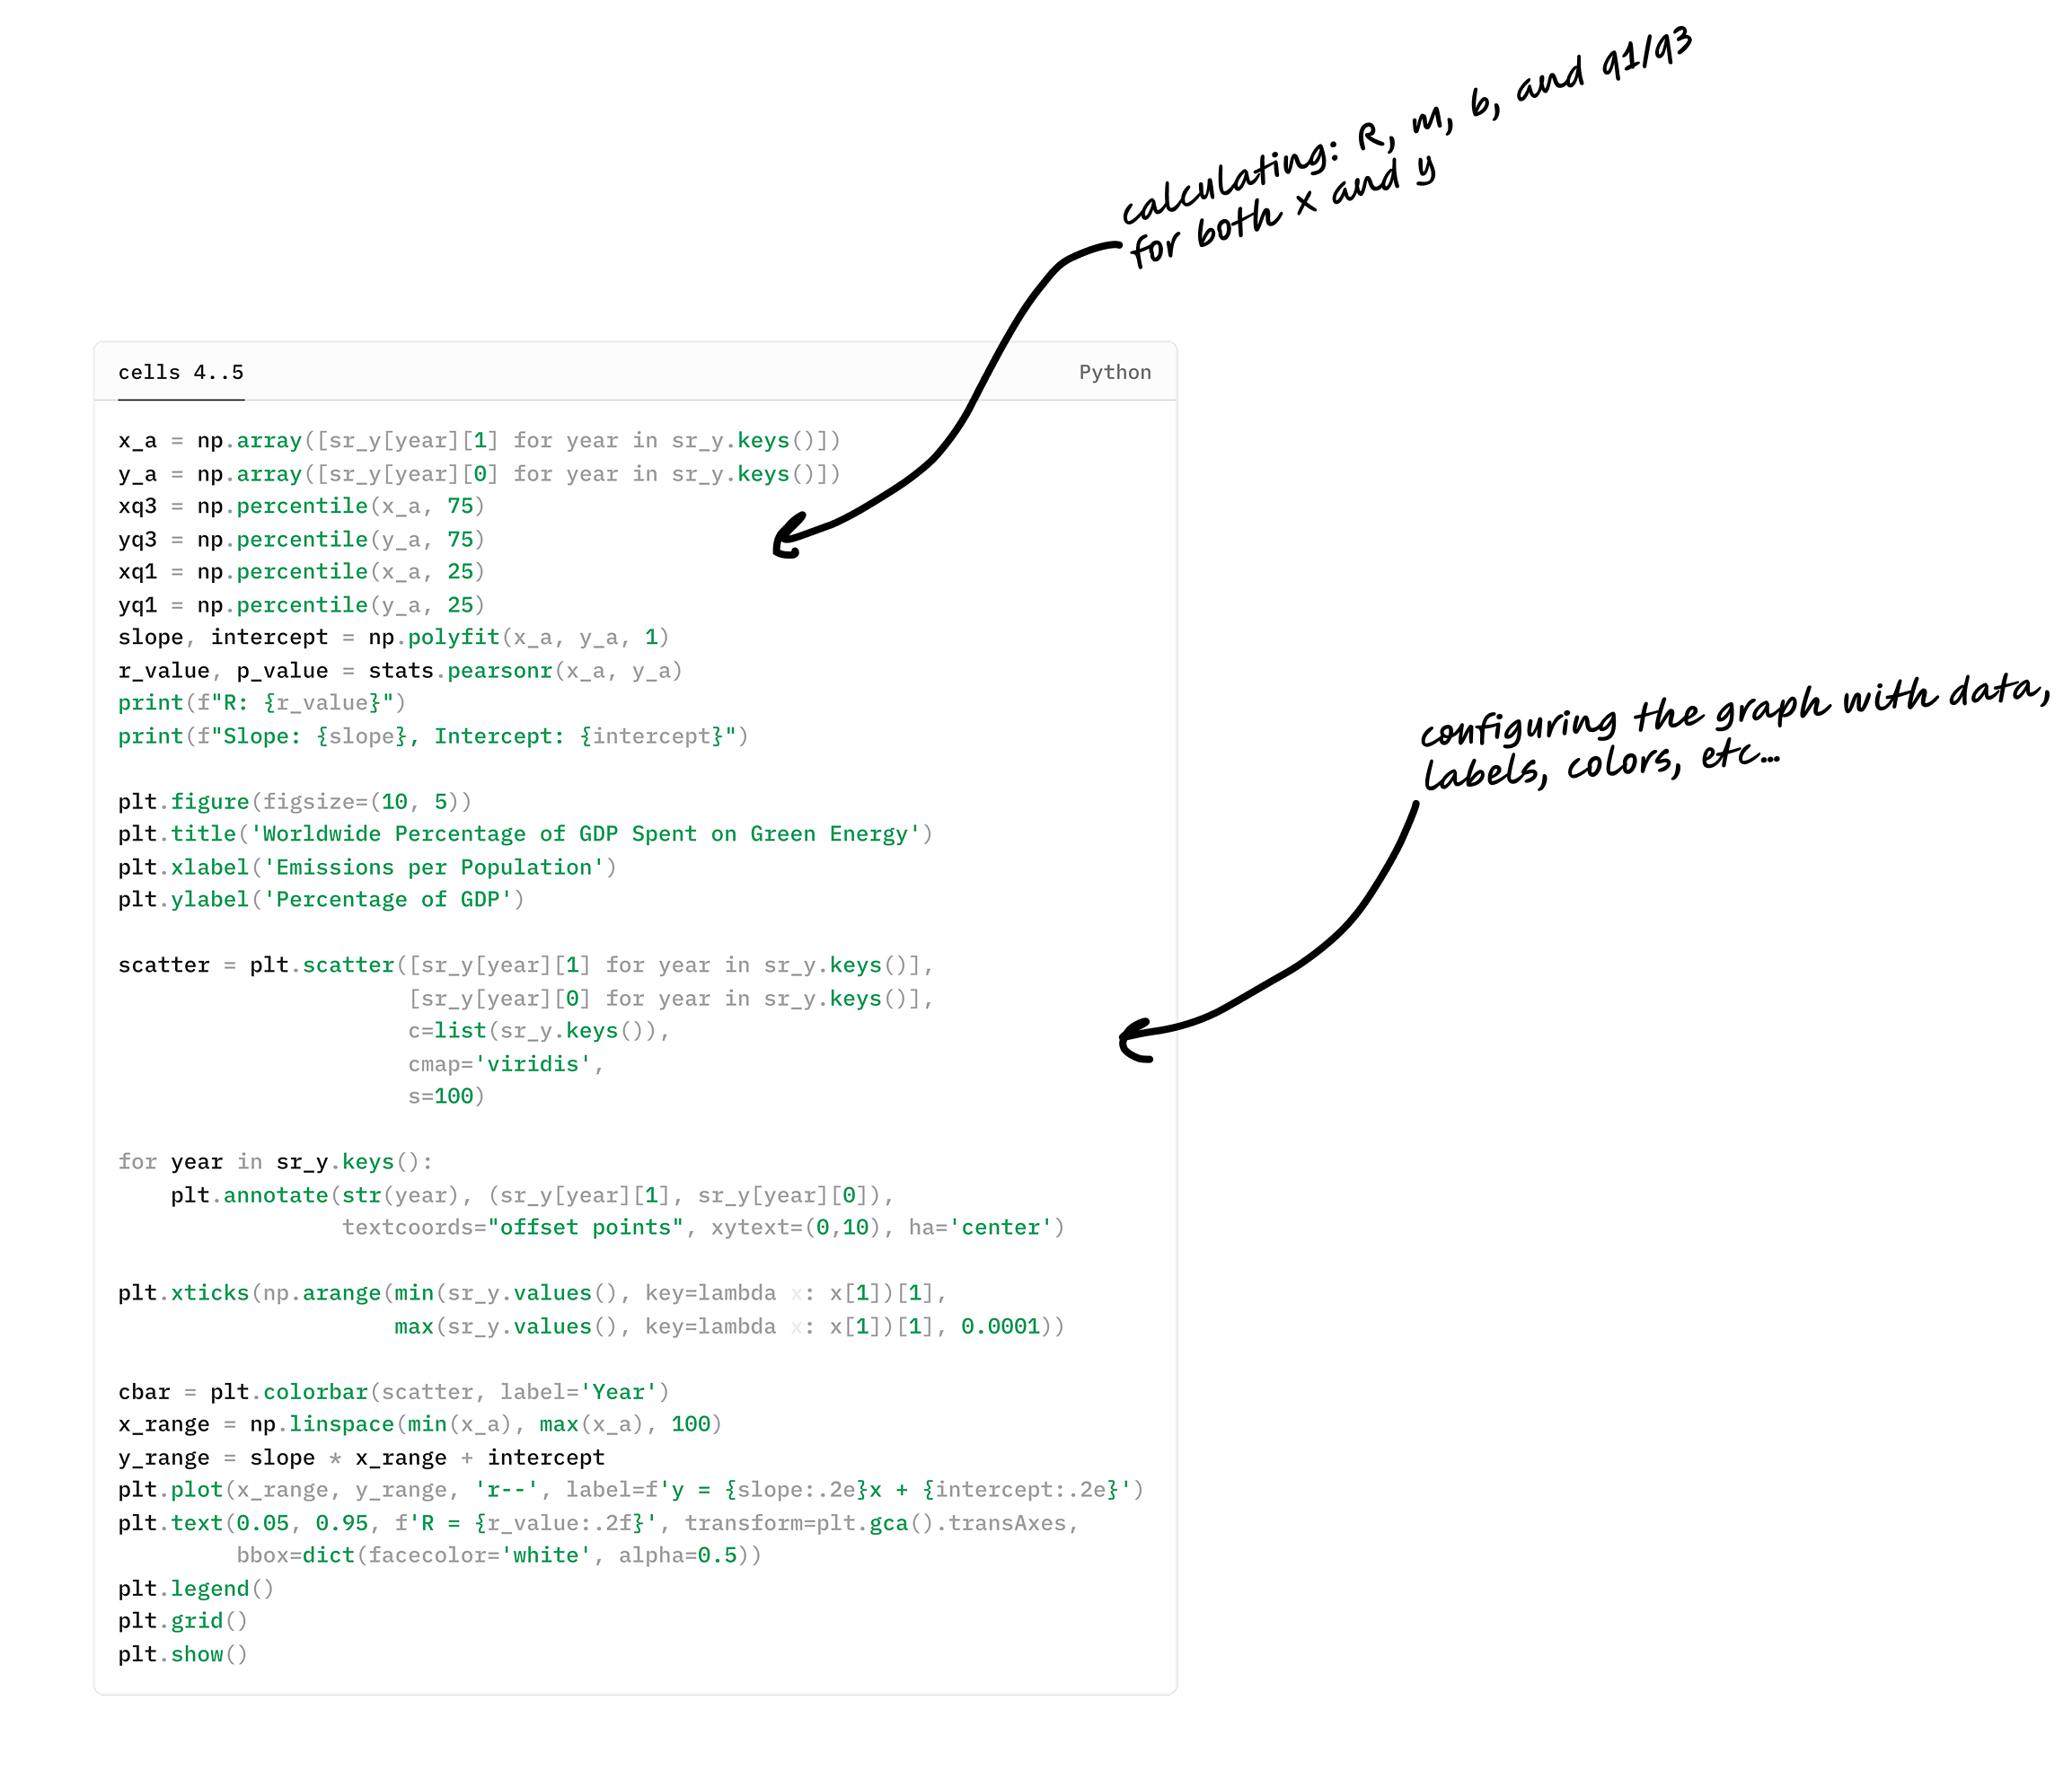 calculating: R, m, b, and q1/q3
for both x and y
cells 4..5 Python
x_a = np.array([sr_y[year][1] for year in sr_y.keys()])
y_a = np.array([sr_y[year][0] for year in sr_y.keys()])
xq3 = np.percentile(x_a, 75)
yq3 = np.percentile(y_a, 75)
xq1 = np.percentile(x_a, 25)
yq1 = np.percentile(y_a, 25)
slope, intercept = np.polyfit(x_a, y_a, 1)
r_value, p_value = stats.pearsonr(x_a, y_a)
print(f"R: {r_value}")
print(f"Slope: {slope}, Intercept: {intercept}")
configuring the graph with data,
labels, colors, etc...
plt.figure(figsize=(10, 5))
plt.title('Worldwide Percentage of GDP Spent on Green Energy')
plt.xlabel('Emissions per Population')
plt.ylabel('Percentage of GDP')
scatter = plt.scatter([sr_y[year][1] for year in sr_y.keys()],
[sr_y[year][0] for year in sr_y.keys()],
c=list(sr_y.keys()),
cmap='viridis',
s=100)
for year in sr_y.keys():
plt.annotate(str(year), (sr_y[year][1], sr_y[year][0]),
textcoords="offset points", xytext=(0,10), ha='center')
plt.xticks(np.arange(min(sr_y.values(), key=lambda x: x[1])[1],
max(sr_y.values(), key=lambda x: x[1])[1], 0.0001))
cbar = plt.colorbar(scatter, label='Year')
x_range = np.linspace(min(x_a), max(x_a), 100)
y_range = slope * x_range + intercept
plt.plot(x_range, y_range, 'r--', label=f'y = {slope:.2e}x + {intercept:.2e}')
plt.text(0.05, 0.95, f'R = {r_value:.2f}', transform=plt.gca().transAxes,
bbox=dict(facecolor='white', alpha=0.5))
plt.legend()
plt.grid()
plt.show()